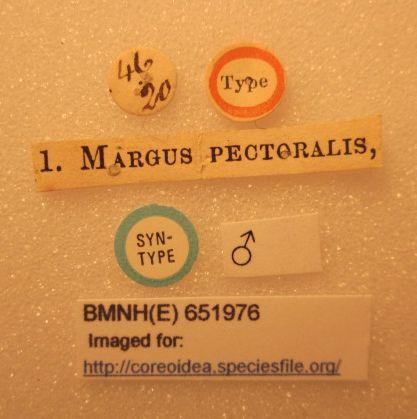 46
20
Type
1. MARGUS PECTORALIS,
SYN-
TYPE
♂
BMNH(E) 651976
Imaged for:
http://coreoidea.speciesfile.org/